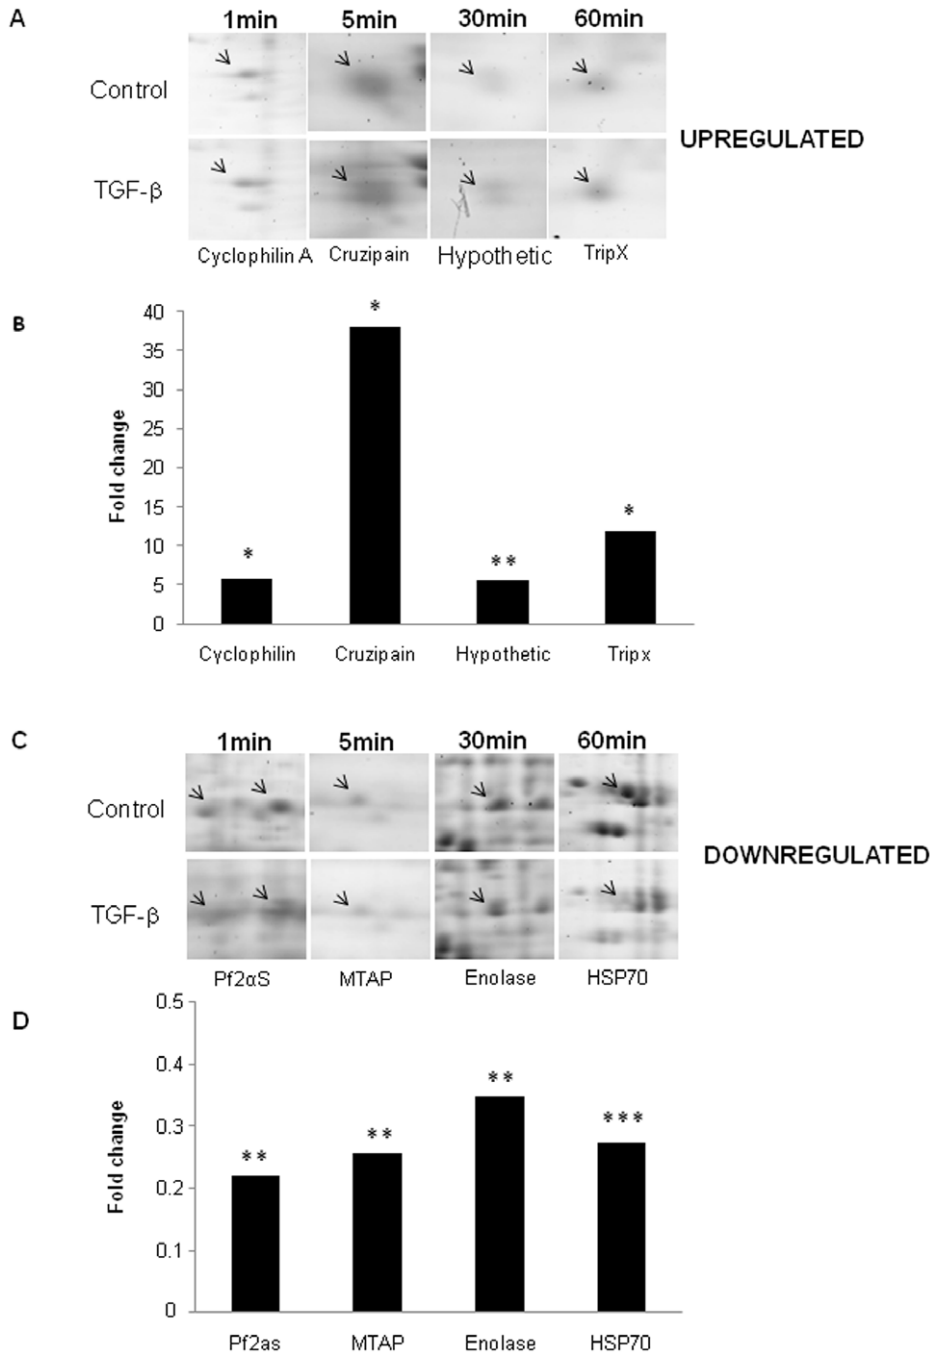 A
1min 5min 30min 60min
Control
UPREGULATED
TGF-β
Cyclophilin A Cruzipain Hypothetic TripX
B
40
35
30
25
20
15
10
5
0
Fold change
*
*
**
*
Cyclophilin Cruzipain Hypothetic Tripx
C
1min 5min 30min 60min
Control
DOWNREGULATED
TGF-β
Pf2αS MTAP Enolase HSP70
D
0.5
0.4
0.3
0.2
0.1
0
Fold change
**
**
**
***
Pf2as MTAP Enolase HSP70